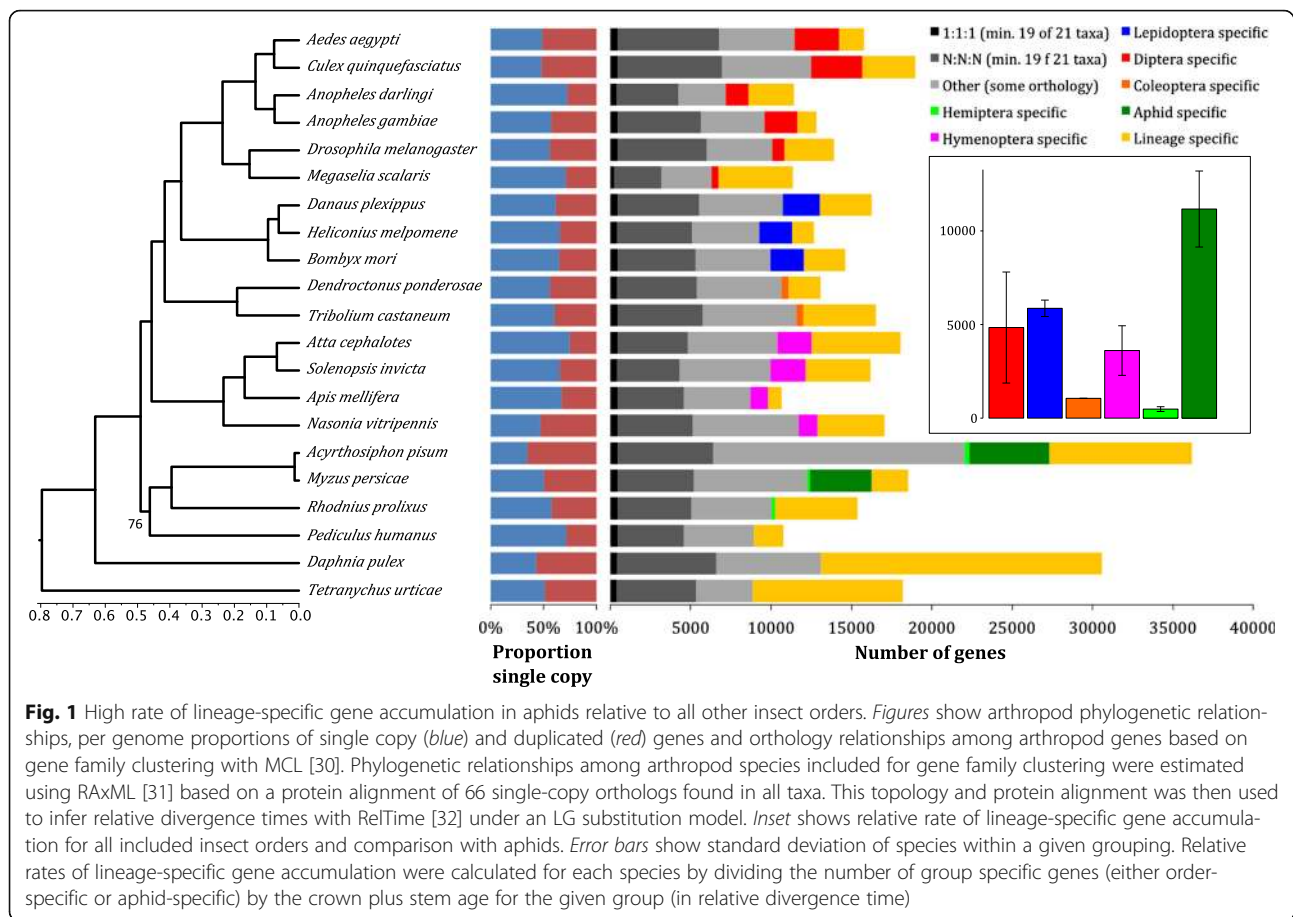 Aedes aegypti
Culex quinquefasciatus
Anopheles darlingi
Anopheles gambiae
Drosophila melanogaster
Megaselia scalaris
Danaus plexippus
Heliconius melpomene
Bombyx mori
Dendroctonus ponderosae
Tribolium castaneum
Atta cephalotes
Solenopsis invicta
Apis mellifera
Nasonia vitripennis
Acyrthosiphon pisum
Myzus persicae
Rhodnius prolixus
Pediculus humanus
Daphnia pulex
Tetranychus urticae
76
0.8 0.7 0.6 0.5 0.4 0.3 0.2 0.1 0.0
0% 50% 100%
Proportion
single copy
5000 10000 15000 20000 25000 30000 35000 40000
Number of genes
1:1:1 (min. 19 of 21 taxa)
N:N:N (min. 19 f 21 taxa)
Other (some orthology)
Hemiptera specific
Hymenoptera specific
Lepidoptera specific
Diptera specific
Coleoptera specific
Aphid specific
Lineage specific
10000
5000
0
Fig. 1 High rate of lineage-specific gene accumulation in aphids relative to all other insect orders. Figures show arthropod phylogenetic relation-
ships, per genome proportions of single copy (blue) and duplicated (red) genes and orthology relationships among arthropod genes based on
gene family clustering with MCL [30]. Phylogenetic relationships among arthropod species included for gene family clustering were estimated
using RAxML [31] based on a protein alignment of 66 single-copy orthologs found in all taxa. This topology and protein alignment was then used
to infer relative divergence times with RelTime [32] under an LG substitution model. Inset shows relative rate of lineage-specific gene accumula-
tion for all included insect orders and comparison with aphids. Error bars show standard deviation of species within a given grouping. Relative
rates of lineage-specific gene accumulation were calculated for each species by dividing the number of group specific genes (either order-
specific or aphid-specific) by the crown plus stem age for the given group (in relative divergence time)